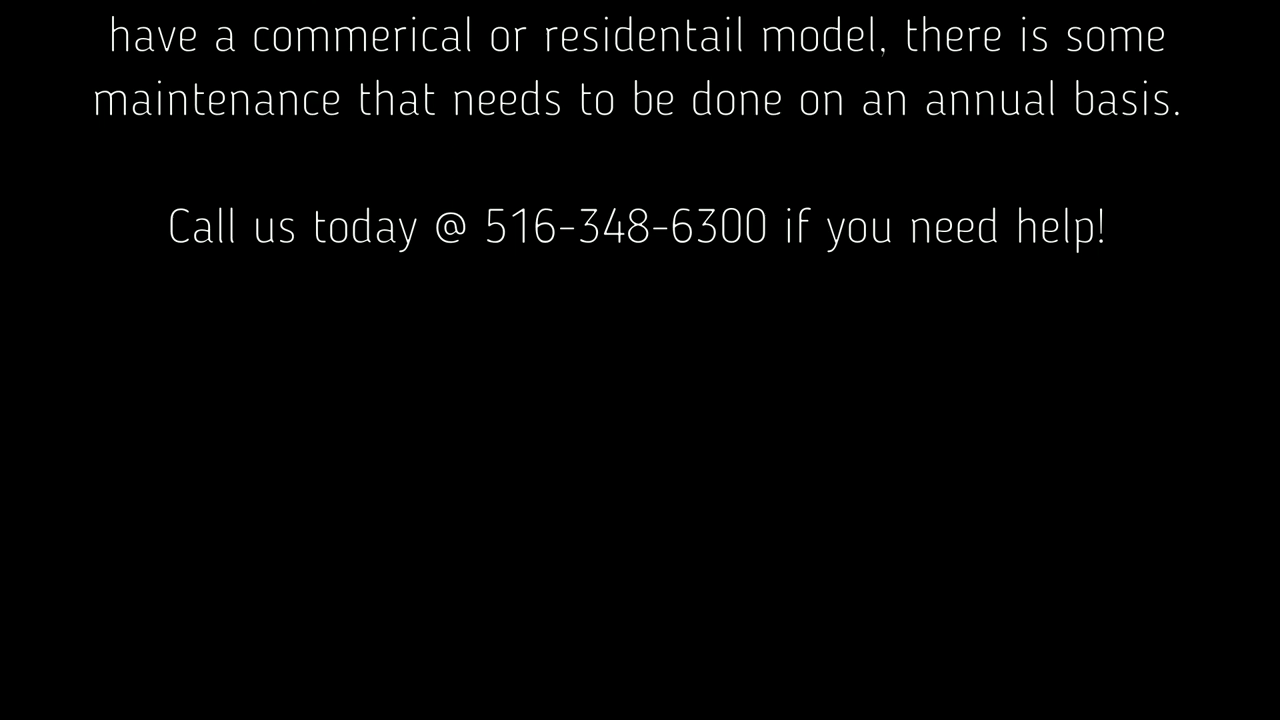 have a commerical or residentail model, there is some
maintenance that needs to be done on an annual basis.
Call us today @ 516-348-6300 if you need help!